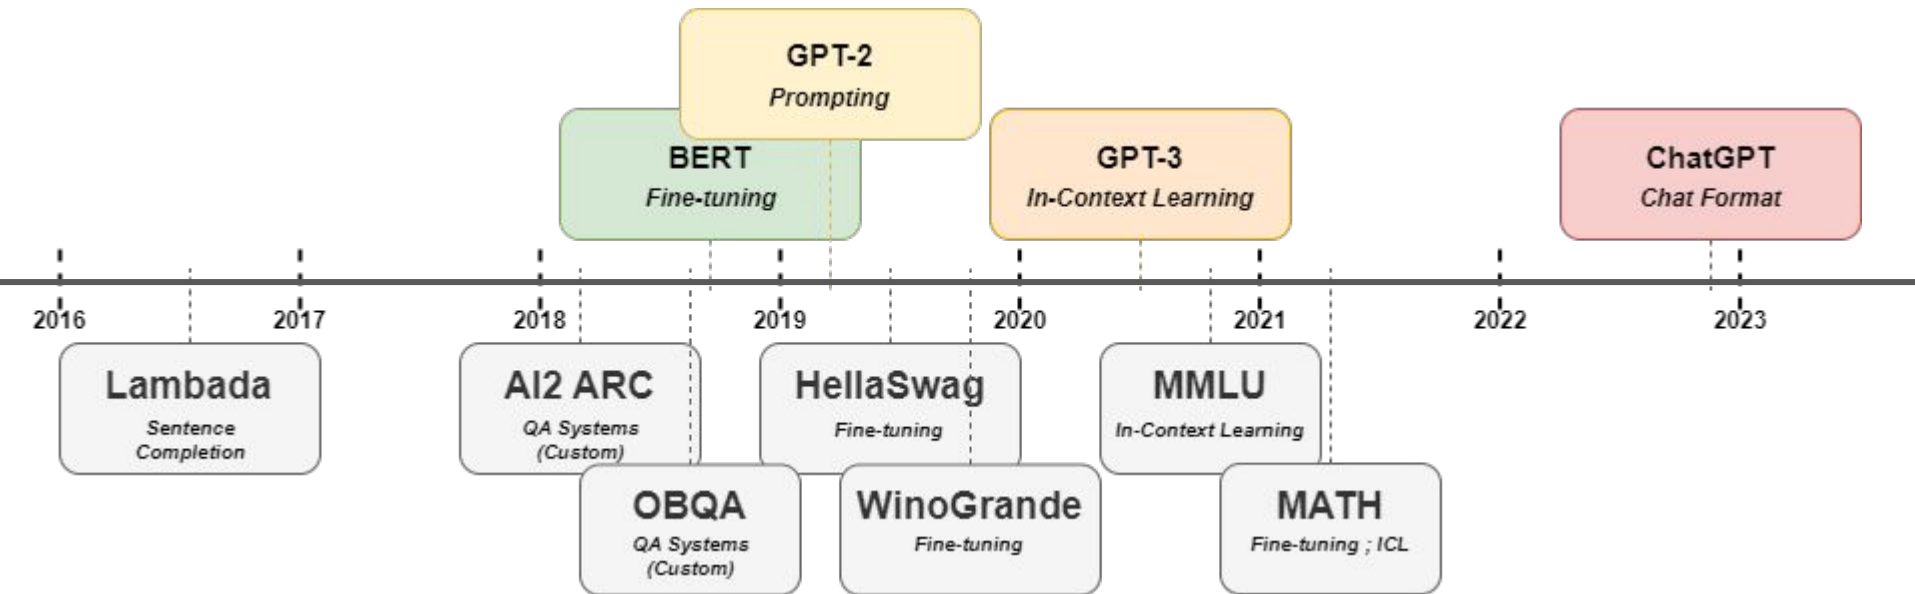 GPT-2
Prompting
BERT
Fine-tuning
GPT-3
In-Context Learning
ChatGPT
Chat Format
2016
2017
2018
2019
2020
2021
2022
2023
Lambada
Sentence
Completion
AI2 ARC
QA Systems
(Custom)
HellaSwag
Fine-tuning
MMLU
In-Context Learning
OBQA
QA Systems
(Custom)
WinoGrande
Fine-tuning
MATH
Fine-tuning ; ICL